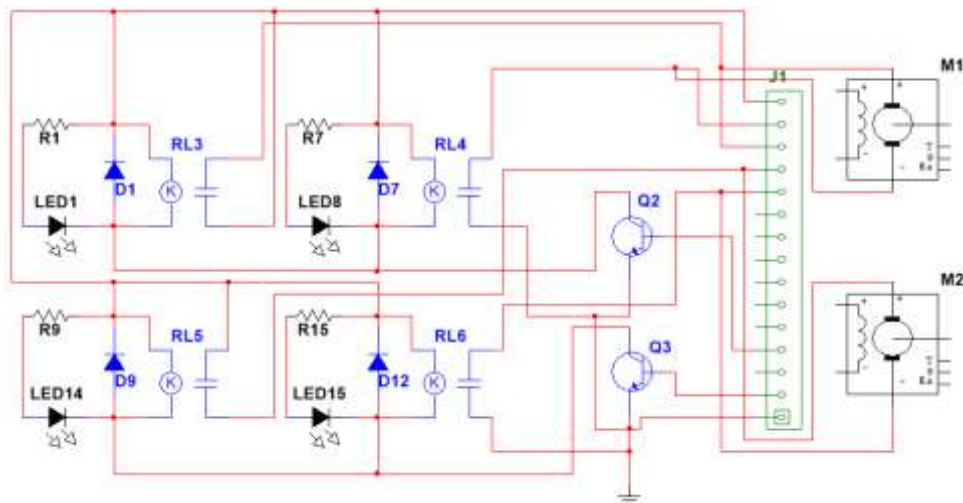 M1
J1
R1
RL3
R7
RL4
K
K
D1
D7
LED1
LED8
Q2
M2
R9
RL5
R15
RL6
Q3
K
K
D9
D12
LED14
LED15
+
+
-
-
+
+
-
-